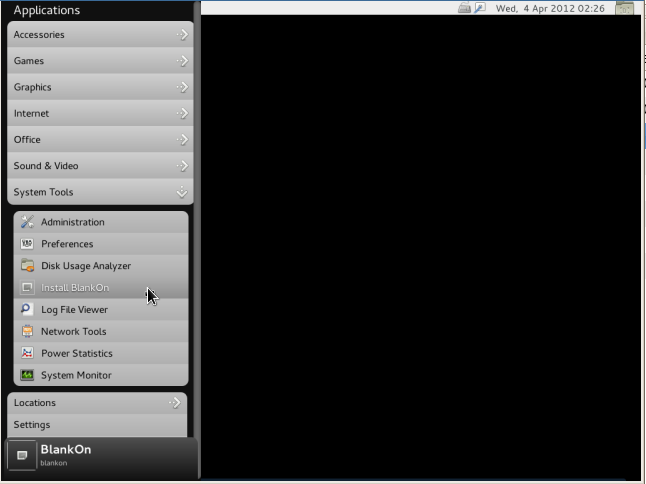 Applications
Wed, 4 Apr 2012 02:26
Accessories
Games
Graphics
Internet
Office
Sound & Video
System Tools
Administration
Preferences
Disk Usage Analyzer
Install BlankOn
Log File Viewer
Network Tools
Power Statistics
System Monitor
Locations
Settings
BlankOn
blankon